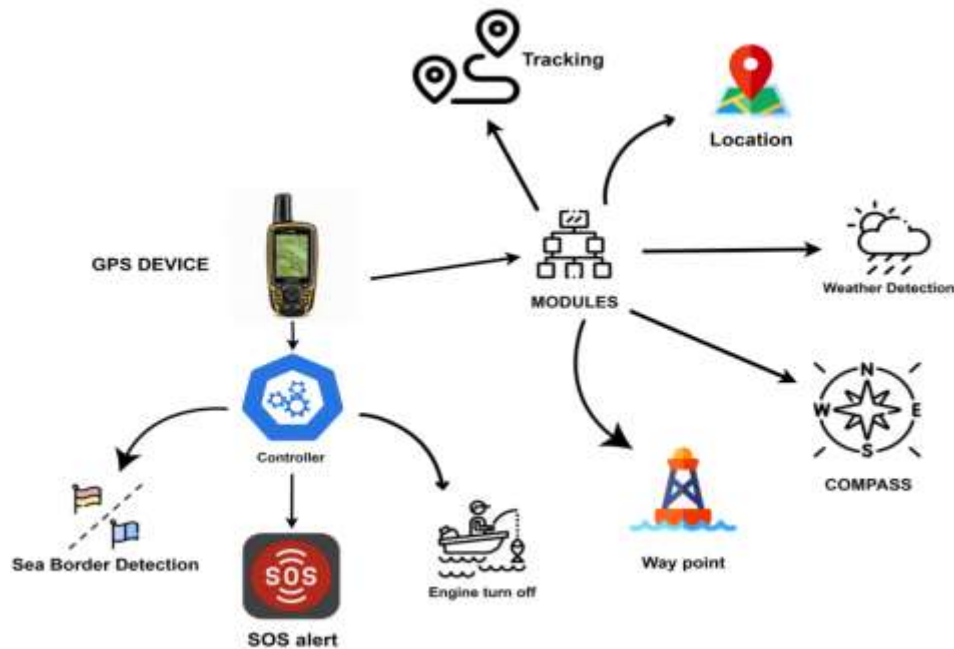 Tracking
Location
GPS DEVICE
MODULES
Weather Detection
N
W
E
S
COMPASS
Controller
Sea Border Detection
SOS
SOS alert
Engine turn off
Way point